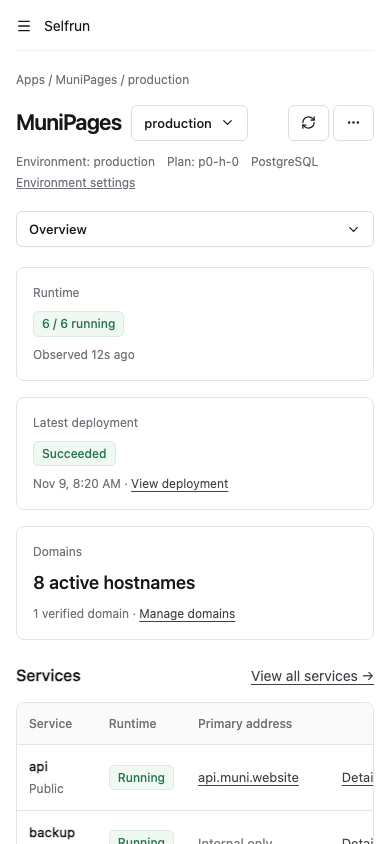 Selfrun
Apps / MuniPages / production
MuniPages production
Environment: production Plan: p0-h-0 PostgreSQL
Environment settings
Overview
Runtime
6 / 6 running
Observed 12s ago
Latest deployment
Succeeded
Nov 9, 8:20 AM · View deployment
Domains
8 active hostnames
1 verified domain · Manage domains
Services View all services →
Service Runtime Primary address
api
Public
Running api.muni.website Detai
backup
Running Internal only Detai